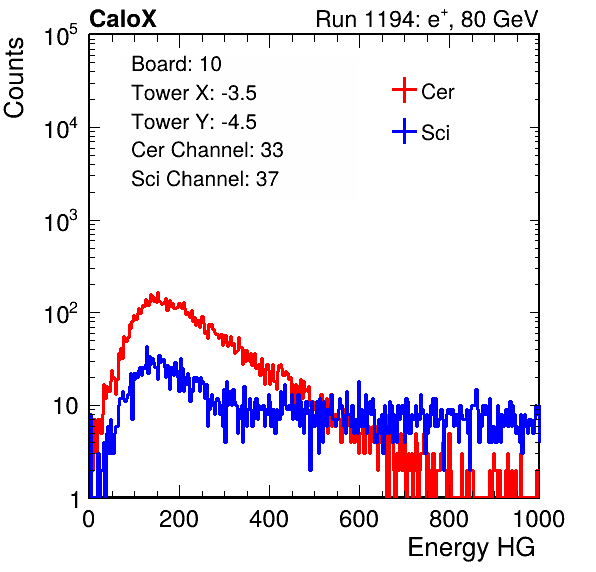 CaloX Run 1194: e⁺, 80 GeV
Counts
Board: 10
Tower X: -3.5
Tower Y: -4.5
Cer Channel: 33
Sci Channel: 37
Cer
Sci
10⁵
10⁴
10³
10²
10
1
0 200 400 600 800 1000
Energy HG